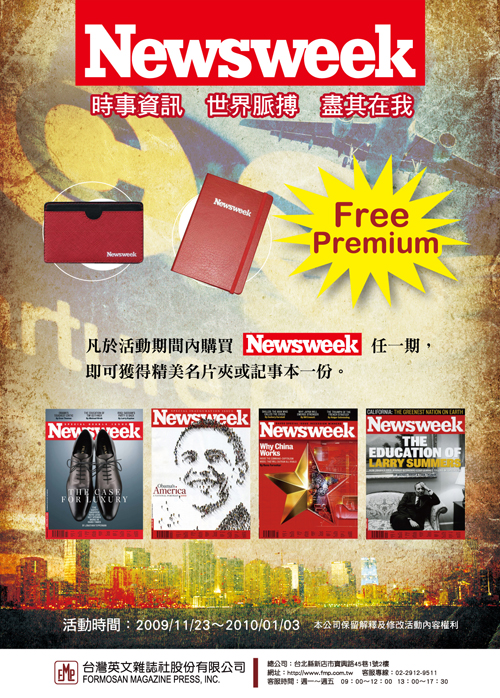 Newsweek
時事資訊 世界脈搏 盡其在我
Newsweek
Newsweek
Free
Premium
凡於活動期間內購買 Newsweek 任一期，
即可獲得精美名片夾或記事本一份。
Newsweek
THE CASE
FOR LUXURY
Newsweek
Obama's
America
Newsweek
Why China
Works
CALIFORNIA: THE GREENEST NATION ON EARTH
Newsweek
THE
EDUCATION OF
LARRY SUMMERS
活動時間：2009/11/23～2010/01/03 本公司保留解釋及修改活動內容權利
EMP 台灣英文雜誌社股份有限公司
FORMOSAN MAGAZINE PRESS, INC.
總公司：台北縣新店市寶興路45巷1號2樓
網址：http://www.fmp.com.tw 客服專線：02-2912-9511
客服時間：週一～週五 09：00～12：00 13：00～17：30